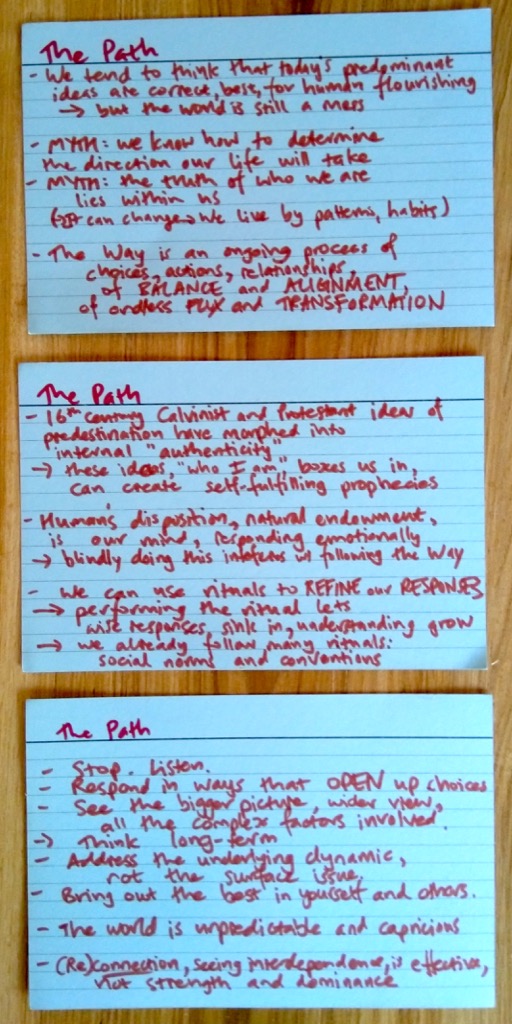 The Path
- We tend to think that today's predominant
ideas are correct, best, for human flourishing
→ but the world is still a mess
- MYTH: we know how to determine
the direction our life will take
- MYTH: the truth of who we are
lies within us
(→ It can change → We live by patterns, habits)
- The Way is an ongoing process of
choices, actions, relationships,
of BALANCE and ALIGNMENT,
of endless FLUX and TRANSFORMATION
The Path
- 16th century Calvinist and Protestant ideas of
predestination have morphed into
internal "authenticity"
→ these ideas, "who I am", boxes us in,
can create self-fulfilling prophecies
- Humans' disposition, natural endowment,
is our mind, responding emotionally
→ blindly doing this interferes w/ following the Way
- We can use rituals to REFINE our RESPONSES
→ performing the ritual lets
wise responses sink in, understanding grow
→ we already follow many rituals:
social norms and conventions
The Path
- Stop. Listen.
- Respond in ways that OPEN up choices
- See the bigger picture, wider view,
all the complex factors involved.
→ Think long-term
- Address the underlying dynamic,
not the surface issue.
- Bring out the best in yourself and others.
- The world is unpredictable and capricious
- (Re)connection, seeing interdependence, is effective,
not strength and dominance